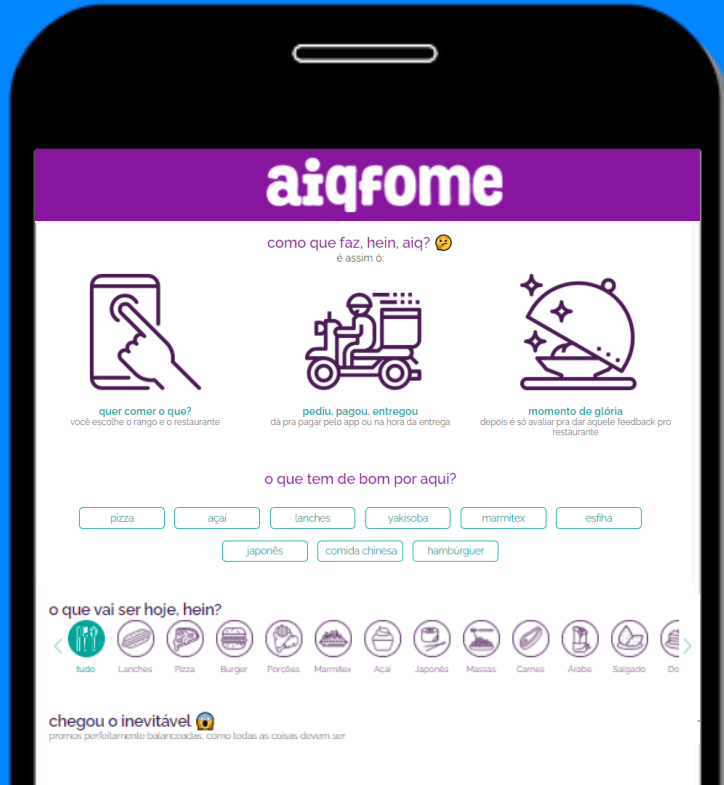 aiqfome
como que faz, hein, aiq? 🤔
é assim ó:
quer comer o que?
você escolhe o rango e o restaurante
pediu, pagou, entregou
dá pra pagar pelo app ou na hora da entrega
momento de glória
depois é só avaliar pra dar aquele feedback pro
restaurante
o que tem de bom por aqui?
pizza açaí lanches yakisoba marmitex esfiha
japonês comida chinesa hambúrguer
o que vai ser hoje, hein?
tudo Lanches Pizza Burger Porções Marmitex Açaí Japonês Massas Carnes Árabe Salgado Do
chegou o inevitável 😱
promos perfeitamente balanceadas, como todas as coisas devem ser